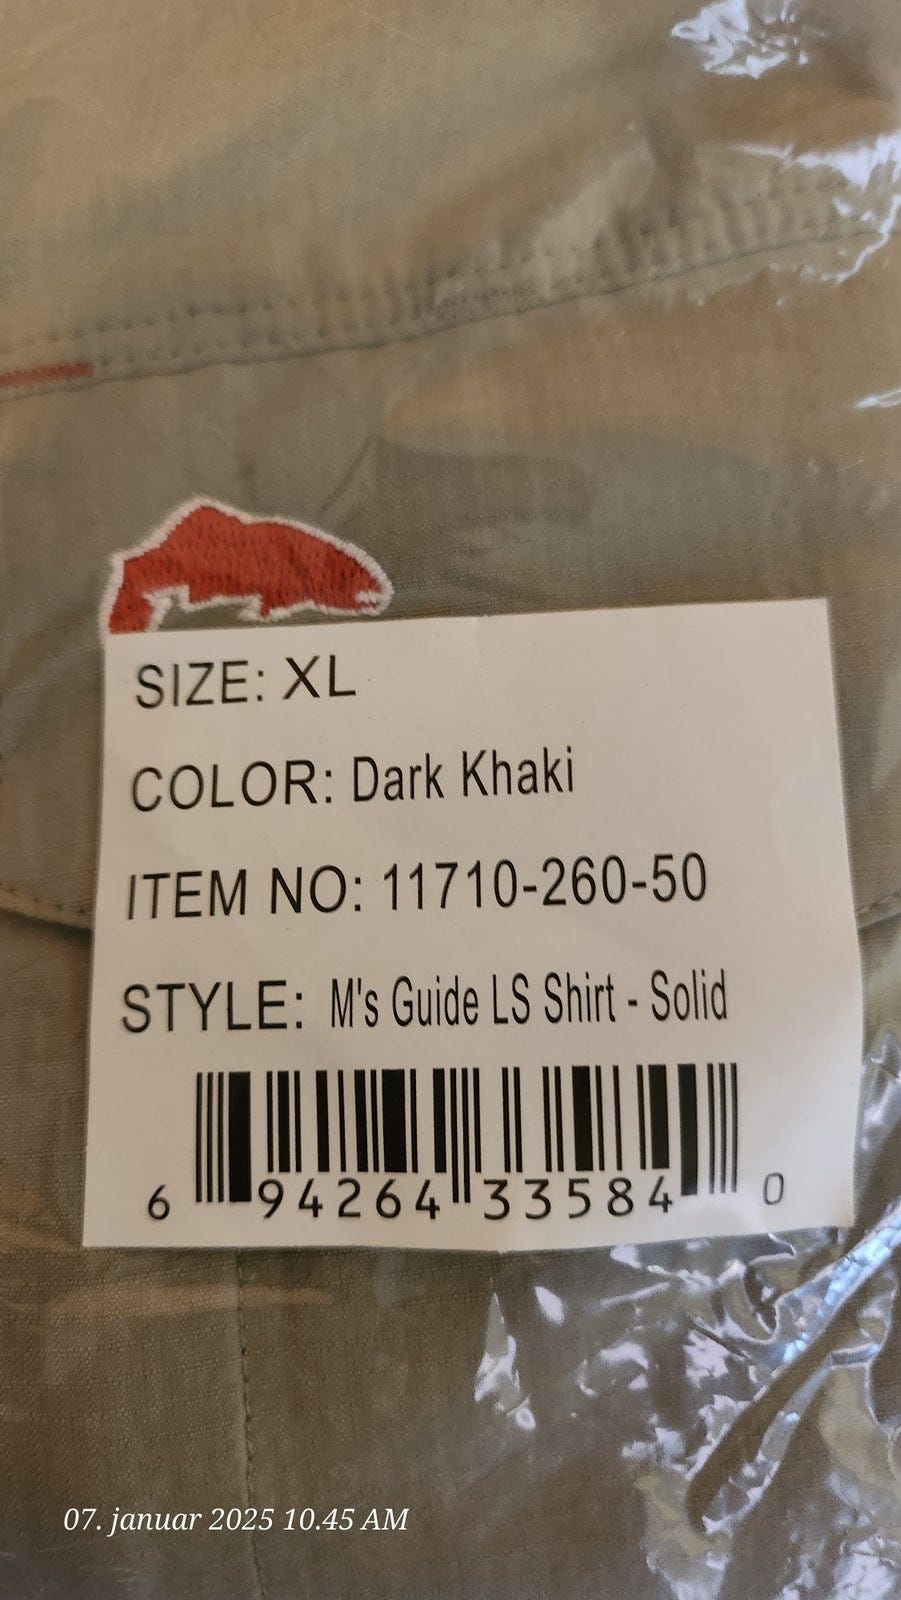 SIZE: XL
COLOR: Dark Khaki
ITEM NO: 11710-260-50
STYLE: M's Guide LS Shirt - Solid
6 94264 33584 0
07. januar 2025 10.45 AM